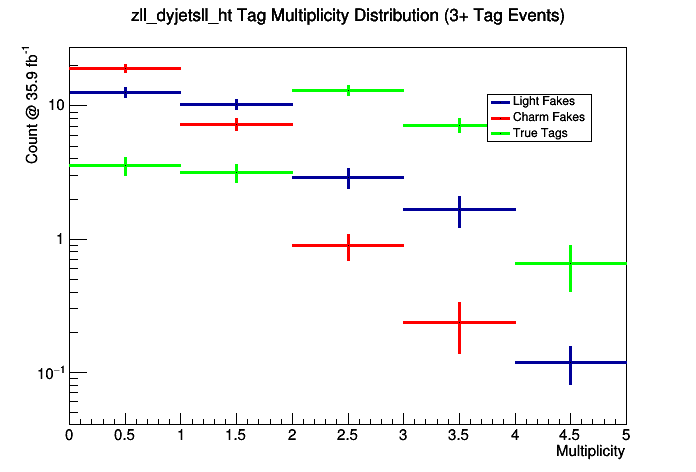 zll_dyjetsll_ht Tag Multiplicity Distribution (3+ Tag Events)
Count @ 35.9 fb⁻¹
10
1
10⁻¹
Light Fakes
Charm Fakes
True Tags
0 0.5 1 1.5 2 2.5 3 3.5 4 4.5 5
Multiplicity